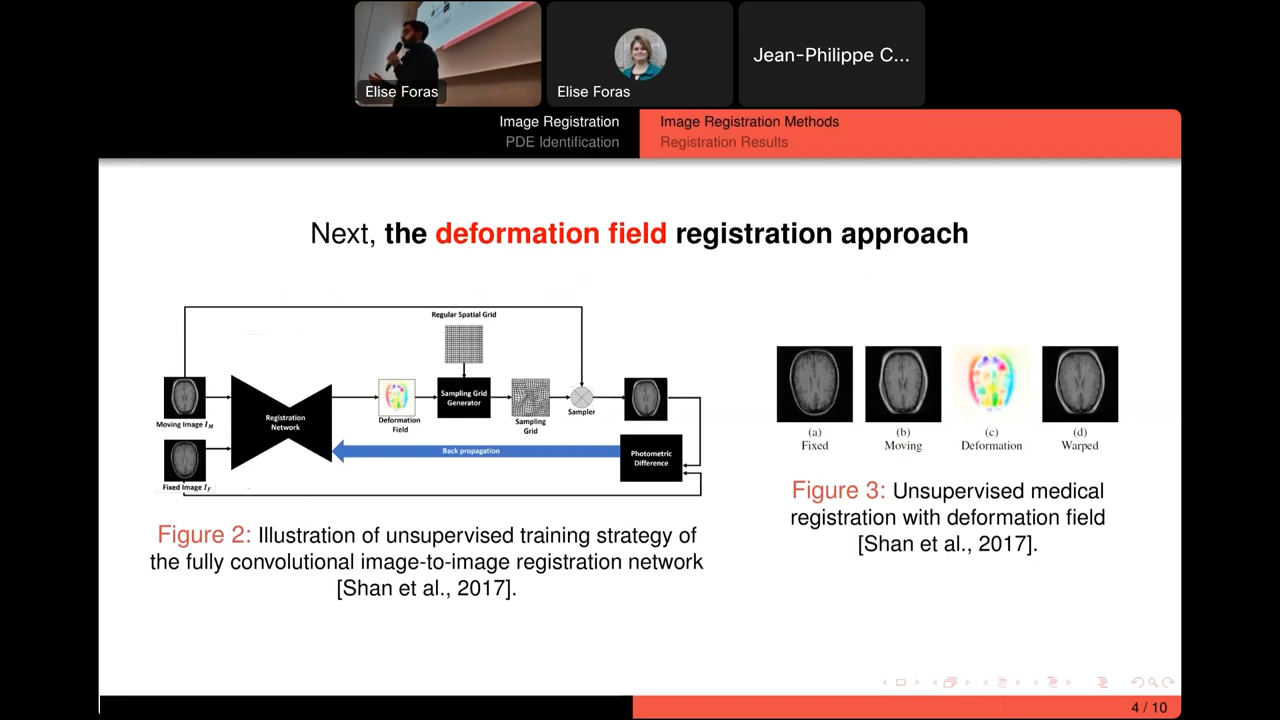 Elise Foras
Elise Foras
Jean-Philippe C...
Image Registration
PDE Identification
Image Registration Methods
Registration Results
Next, the deformation field registration approach
Regular Spatial Grid
Moving Image I_M
Registration
Network
Deformation
Field
Sampling Grid
Generator
Sampling
Grid
Sampler
Back propagation
Photometric
Difference
Fixed Image I_F
Figure 2: Illustration of unsupervised training strategy of
the fully convolutional image-to-image registration network
[Shan et al., 2017].
(a)
Fixed
(b)
Moving
(c)
Deformation
(d)
Warped
Figure 3: Unsupervised medical
registration with deformation field
[Shan et al., 2017].
4 / 10